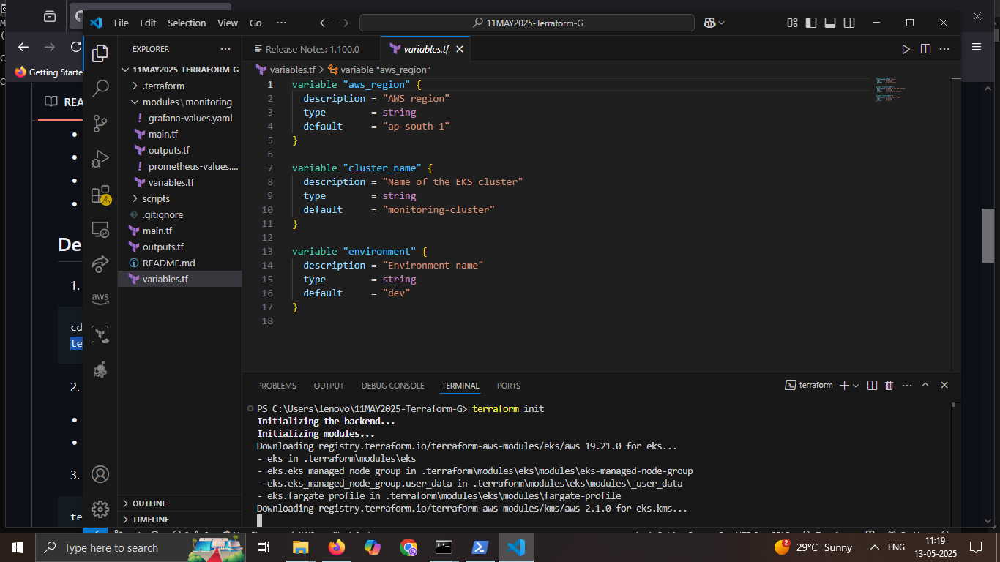 File Edit Selection View Go ···
11MAY2025-Terraform-G
Getting Starte
REA
De
1.
cd
te
2.
3.
te
EXPLORER
11MAY2025-TERRAFORM-G
.terraform
modules\monitoring
! grafana-values.yaml
main.tf
outputs.tf
! prometheus-values....
variables.tf
scripts
.gitignore
main.tf
outputs.tf
README.md
variables.tf
OUTLINE
TIMELINE
aws
Release Notes: 1.100.0
variables.tf
variables.tf > variable "aws_region"
1 variable "aws_region" {
2 description = "AWS region"
3 type = string
4 default = "ap-south-1"
5 }
6
7 variable "cluster_name" {
8 description = "Name of the EKS cluster"
9 type = string
10 default = "monitoring-cluster"
11 }
12
13 variable "environment" {
14 description = "Environment name"
15 type = string
16 default = "dev"
17 }
18
PROBLEMS OUTPUT DEBUG CONSOLE TERMINAL PORTS
terraform
PS C:\Users\lenovo\11MAY2025-Terraform-G> terraform init
Initializing the backend...
Initializing modules...
Downloading registry.terraform.io/terraform-aws-modules/eks/aws 19.21.0 for eks...
- eks in .terraform\modules\eks
- eks.eks_managed_node_group in .terraform\modules\eks\modules\eks-managed-node-group
- eks.eks_managed_node_group.user_data in .terraform\modules\eks\modules\_user_data
- eks.fargate_profile in .terraform\modules\eks\modules\fargate-profile
Downloading registry.terraform.io/terraform-aws-modules/kms/aws 2.1.0 for eks.kms...
Type here to search
2
29°C Sunny
ENG
11:19
13-05-2025